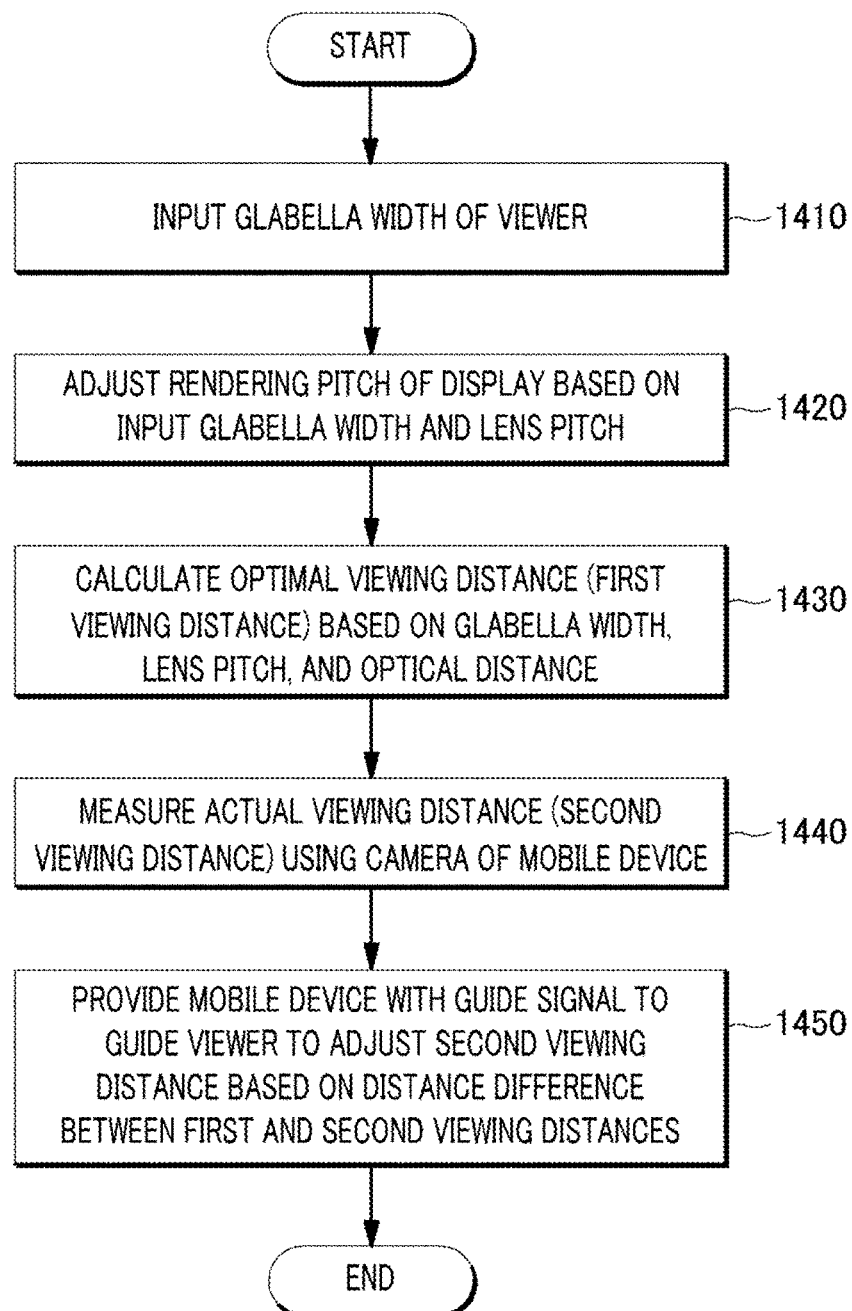 START
INPUT GLABELLA WIDTH OF VIEWER
1410
ADJUST RENDERING PITCH OF DISPLAY BASED ON
INPUT GLABELLA WIDTH AND LENS PITCH
1420
CALCULATE OPTIMAL VIEWING DISTANCE (FIRST
VIEWING DISTANCE) BASED ON GLABELLA WIDTH,
LENS PITCH, AND OPTICAL DISTANCE
1430
MEASURE ACTUAL VIEWING DISTANCE (SECOND
VIEWING DISTANCE) USING CAMERA OF MOBILE DEVICE
1440
PROVIDE MOBILE DEVICE WITH GUIDE SIGNAL TO
GUIDE VIEWER TO ADJUST SECOND VIEWING
DISTANCE BASED ON DISTANCE DIFFERENCE
BETWEEN FIRST AND SECOND VIEWING DISTANCES
1450
END